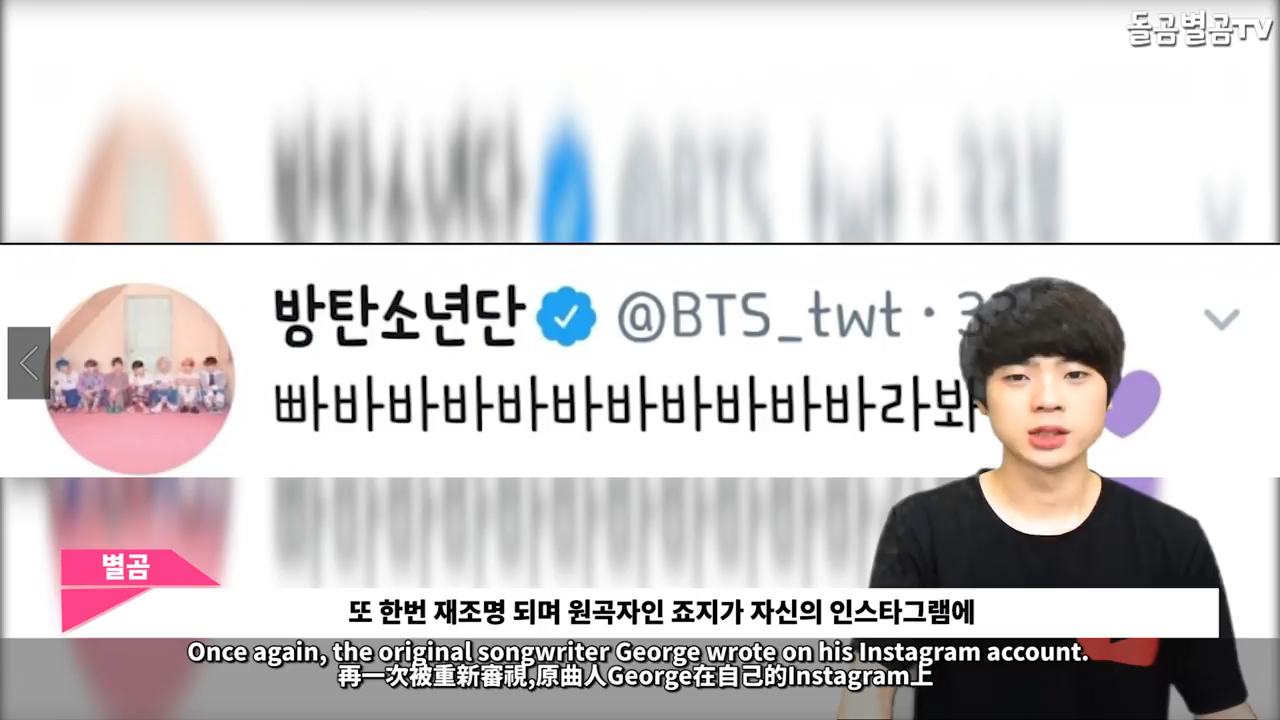 돌곰별곰TV
방탄소년단 @BTS_twt ·
빠바바바바바바바바바바라봐
별곰
또 한번 재조명 되며 원곡자인 죠지가 자신의 인스타그램에
Once again, the original songwriter George wrote on his Instagram account.
再一次被重新審視,原曲人George在自己的Instagram上